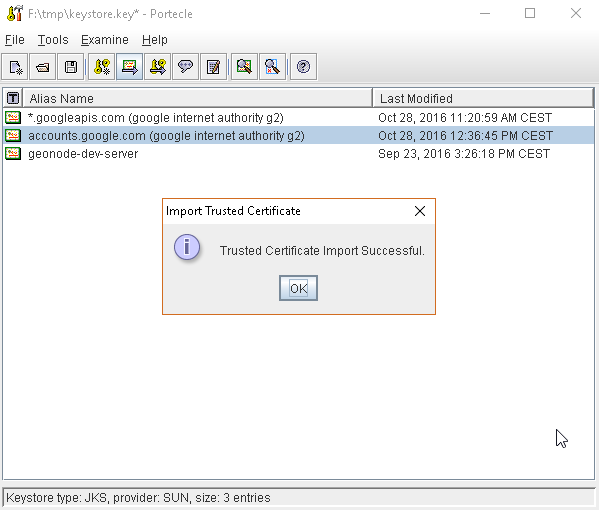 F:\tmp\keystore.key* - Portecle
File Tools Examine Help
T Alias Name Last Modified
*.googleapis.com (google internet authority g2) Oct 28, 2016 11:20:59 AM CEST
accounts.google.com (google internet authority g2) Oct 28, 2016 12:36:45 PM CEST
geonode-dev-server Sep 23, 2016 3:26:18 PM CEST
Import Trusted Certificate
Trusted Certificate Import Successful.
OK
Keystore type: JKS, provider: SUN, size: 3 entries